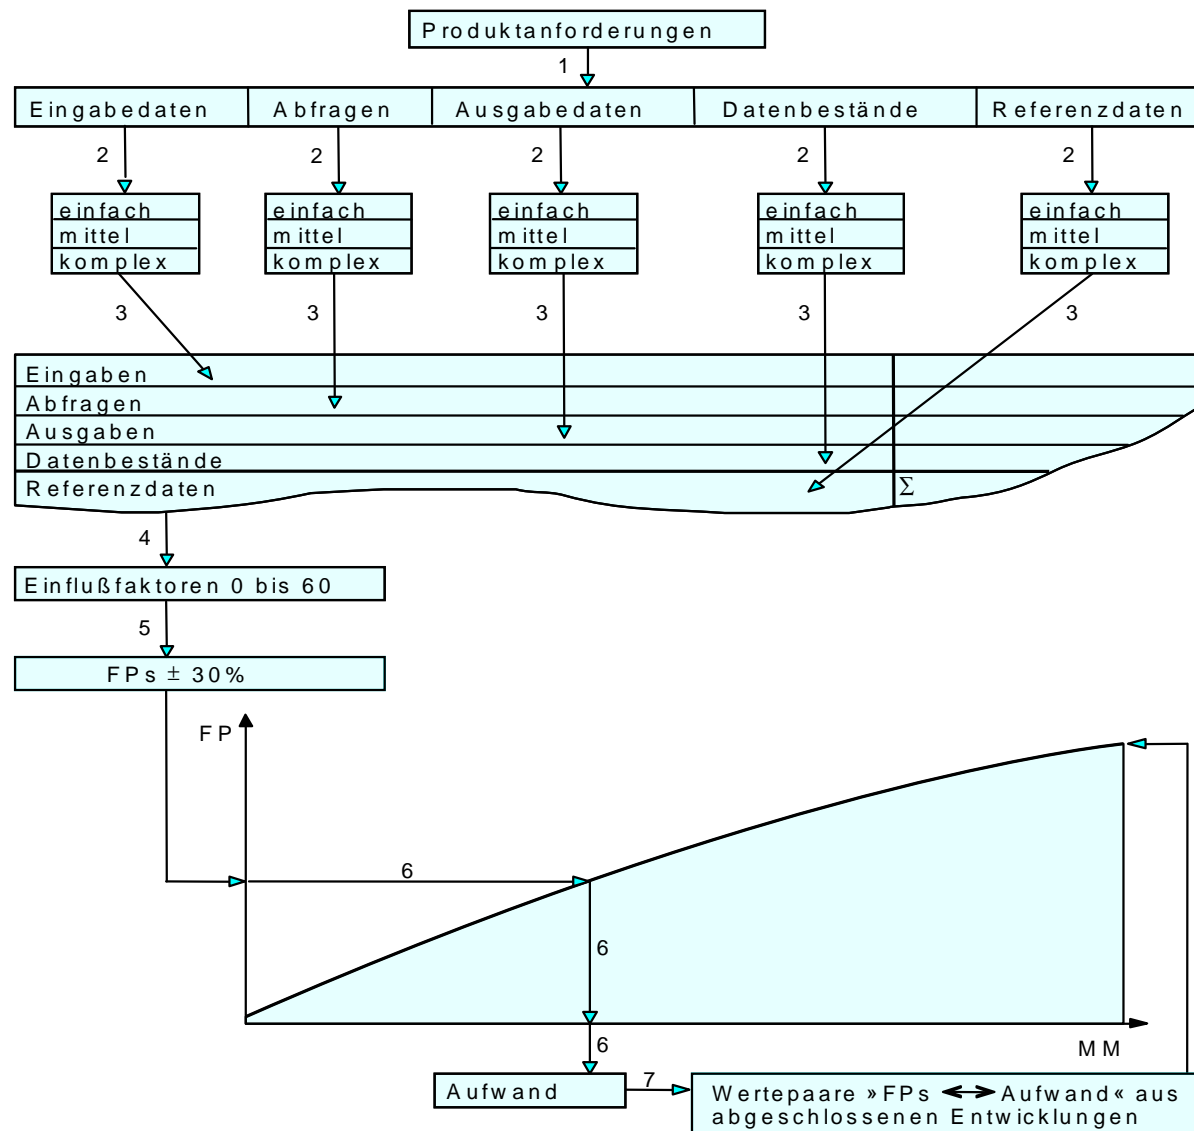 Produktanforderungen
1
Eingabedaten Abfragen Ausgabedaten Datenbestände Referenzdaten
2 2 2 2 2
einfach einfach einfach einfach einfach
mittel mittel mittel mittel mittel
komplex komplex komplex komplex komplex
3 3 3 3 3
Eingaben
Abfragen
Ausgaben
Datenbestände
Referenzdaten Σ
4
Einflußfaktoren 0 bis 60
5
FPs ± 30%
FP
6
6
6
MM
Aufwand 7 Wertepaare »FPs ↔ Aufwand« aus
abgeschlossenen Entwicklungen